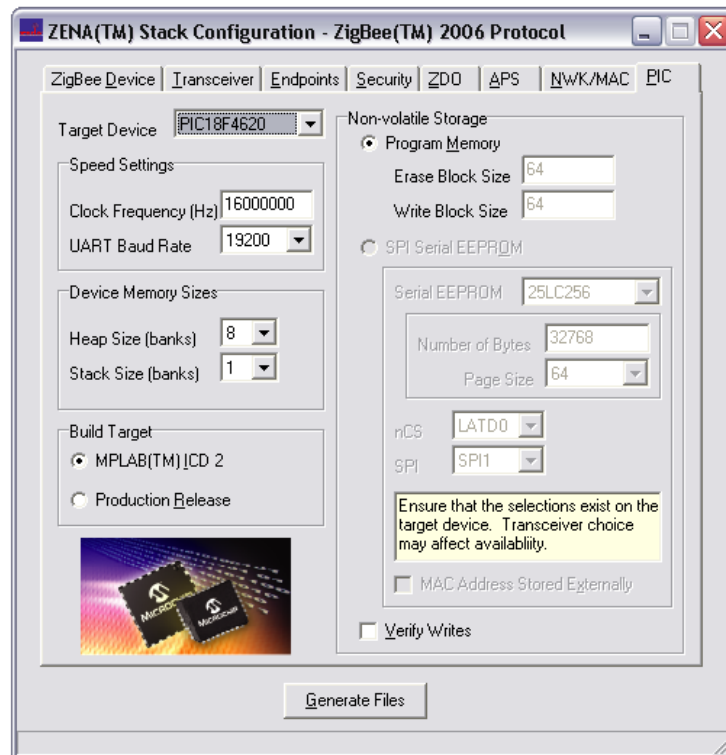 ZENA(TM) Stack Configuration - ZigBee(TM) 2006 Protocol
ZigBee Device Transceiver Endpoints Security ZDO APS NWK/MAC PIC
Target Device PIC18F4620
Speed Settings
Clock Frequency (Hz) 16000000
UART Baud Rate 19200
Device Memory Sizes
Heap Size (banks) 8
Stack Size (banks) 1
Build Target
MPLAB(TM) ICD 2
Production Release
MICROCHIP
MICROCHIP
Non-volatile Storage
Program Memory
Erase Block Size 64
Write Block Size 64
SPI Serial EEPROM
Serial EEPROM 25LC256
Number of Bytes 32768
Page Size 64
nCS LATD0
SPI SPI1
Ensure that the selections exist on the
target device. Transceiver choice
may affect availabliity.
MAC Address Stored Externally
Verify Writes
Generate Files